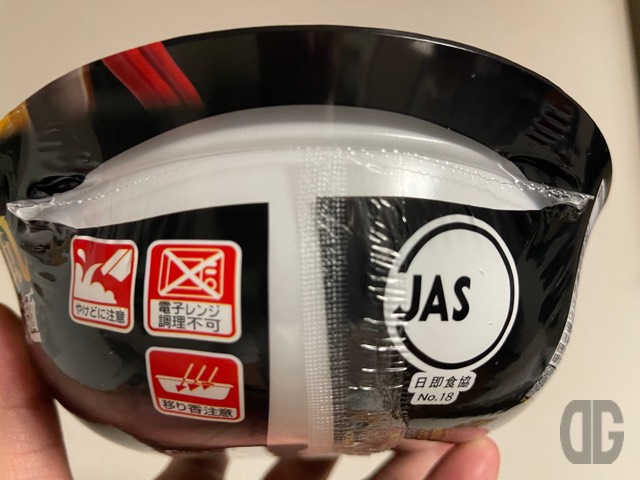 やけどに注意
電子レンジ
調理不可
移り香注意
JAS
日即食協
No.18
DG